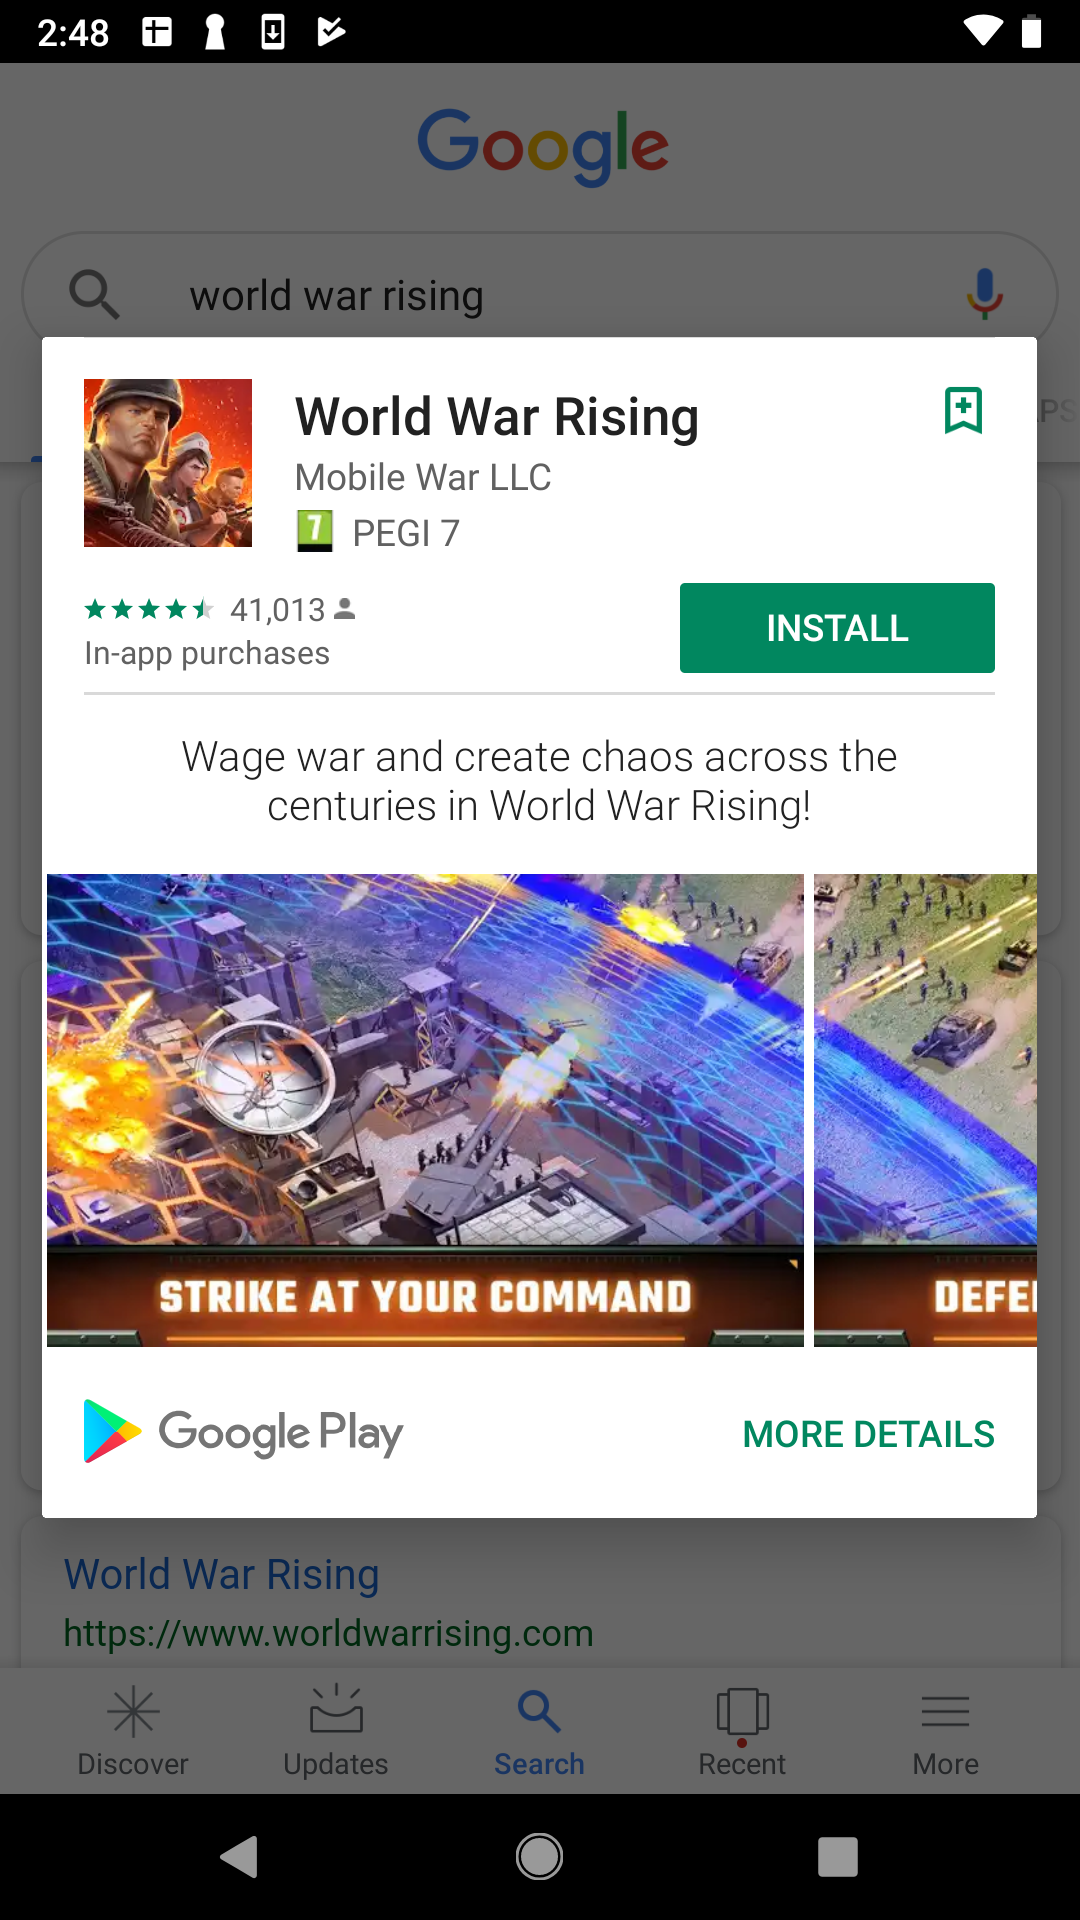 2:48
Google
world war rising
World War Rising
Mobile War LLC
7 PEGI 7
41,013
In-app purchases
INSTALL
Wage war and create chaos across the
centuries in World War Rising!
STRIKE AT YOUR COMMAND
Google Play
MORE DETAILS
World War Rising
https://www.worldwarrising.com
Discover
Updates
Search
Recent
More